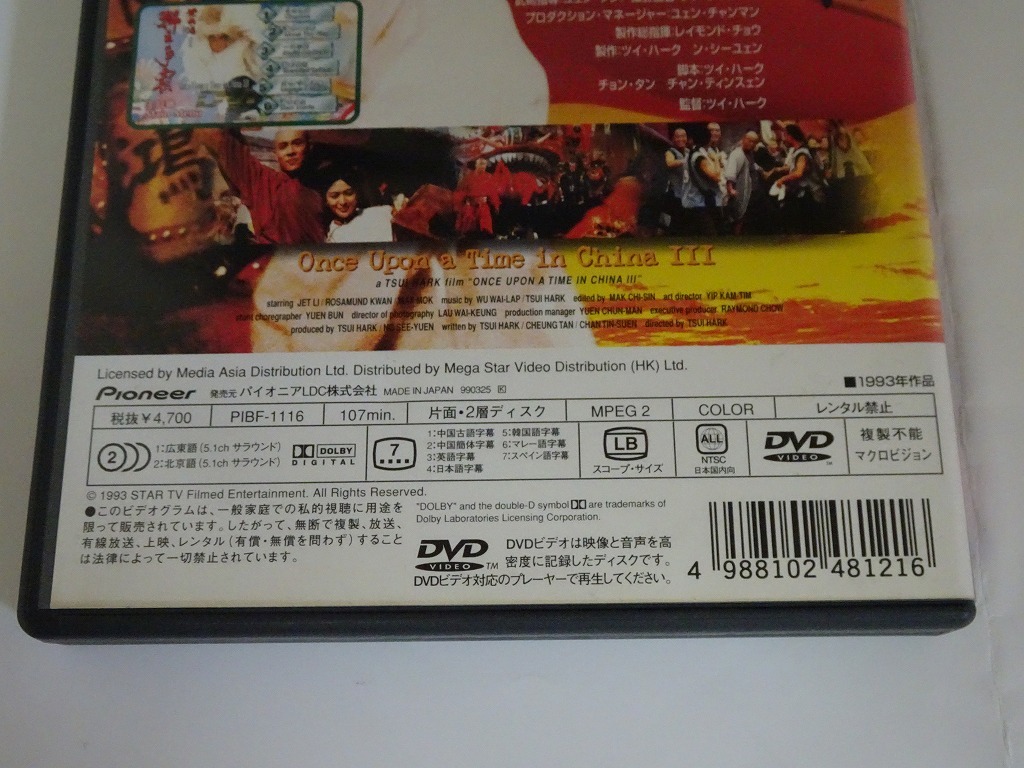 プロダクション・マネージャー:ユェン・チャンマン
製作総指揮:レイモンド・チョウ
製作:ツイ・ハーク ン・シーユェン
脚本:ツイ・ハーク
チョン・タン チャン・ティンスェン
監督:ツイ・ハーク
鴻
Once Upon a Time in China III
a TSUI HARK film "ONCE UPON A TIME IN CHINA III"
starring JET LI / ROSAMUND KWAN / MAX MOK music by WU WAI-LAP / TSUI HARK edited by MAK CHI-SIN art director YIP KAM-TIM
stunt choregrapher YUEN BUN director of photography LAU WAI-KEUNG production manager YUEN CHUN-MAN executive producer RAYMOND CHOW
produced by TSUI HARK / NG SEE-YUEN written by TSUI HARK / CHEUNG TAN / CHAN TIN-SUEN directed by TSUI HARK
Licensed by Media Asia Distribution Ltd. Distributed by Mega Star Video Distribution (HK) Ltd.
Pioneer 発売元 パイオニアLDC株式会社 MADE IN JAPAN 990325 K
■1993年作品
税抜¥4,700 PIBF-1116 107min. 片面・2層ディスク MPEG 2 COLOR レンタル禁止
2 1:広東語(5.1ch サラウンド)
2:北京語(5.1ch サラウンド)
DOLBY DIGITAL
7
1:中国古語字幕 5:韓国語字幕
2:中国簡体字幕 6:マレー語字幕
3:英語字幕 7:スペイン語字幕
4:日本語字幕
LB
スコープ・サイズ
ALL
NTSC
日本国内向
DVD
VIDEO TM
複製不能
マクロビジョン
© 1993 STAR TV Filmed Entertainment. All Rights Reserved.
●このビデオグラムは、一般家庭での私的視聴に用途を
限って販売されています。したがって、無断で複製、放送、
有線放送、上映、レンタル(有償・無償を問わず)すること
は法律によって一切禁止されています。
"DOLBY" and the double-D symbol are trademarks of
Dolby Laboratories Licensing Corporation.
DVD
VIDEO TM
DVDビデオは映像と音声を高
密度に記録したディスクです。
DVDビデオ対応のプレーヤーで再生してください。
4 988102 481216